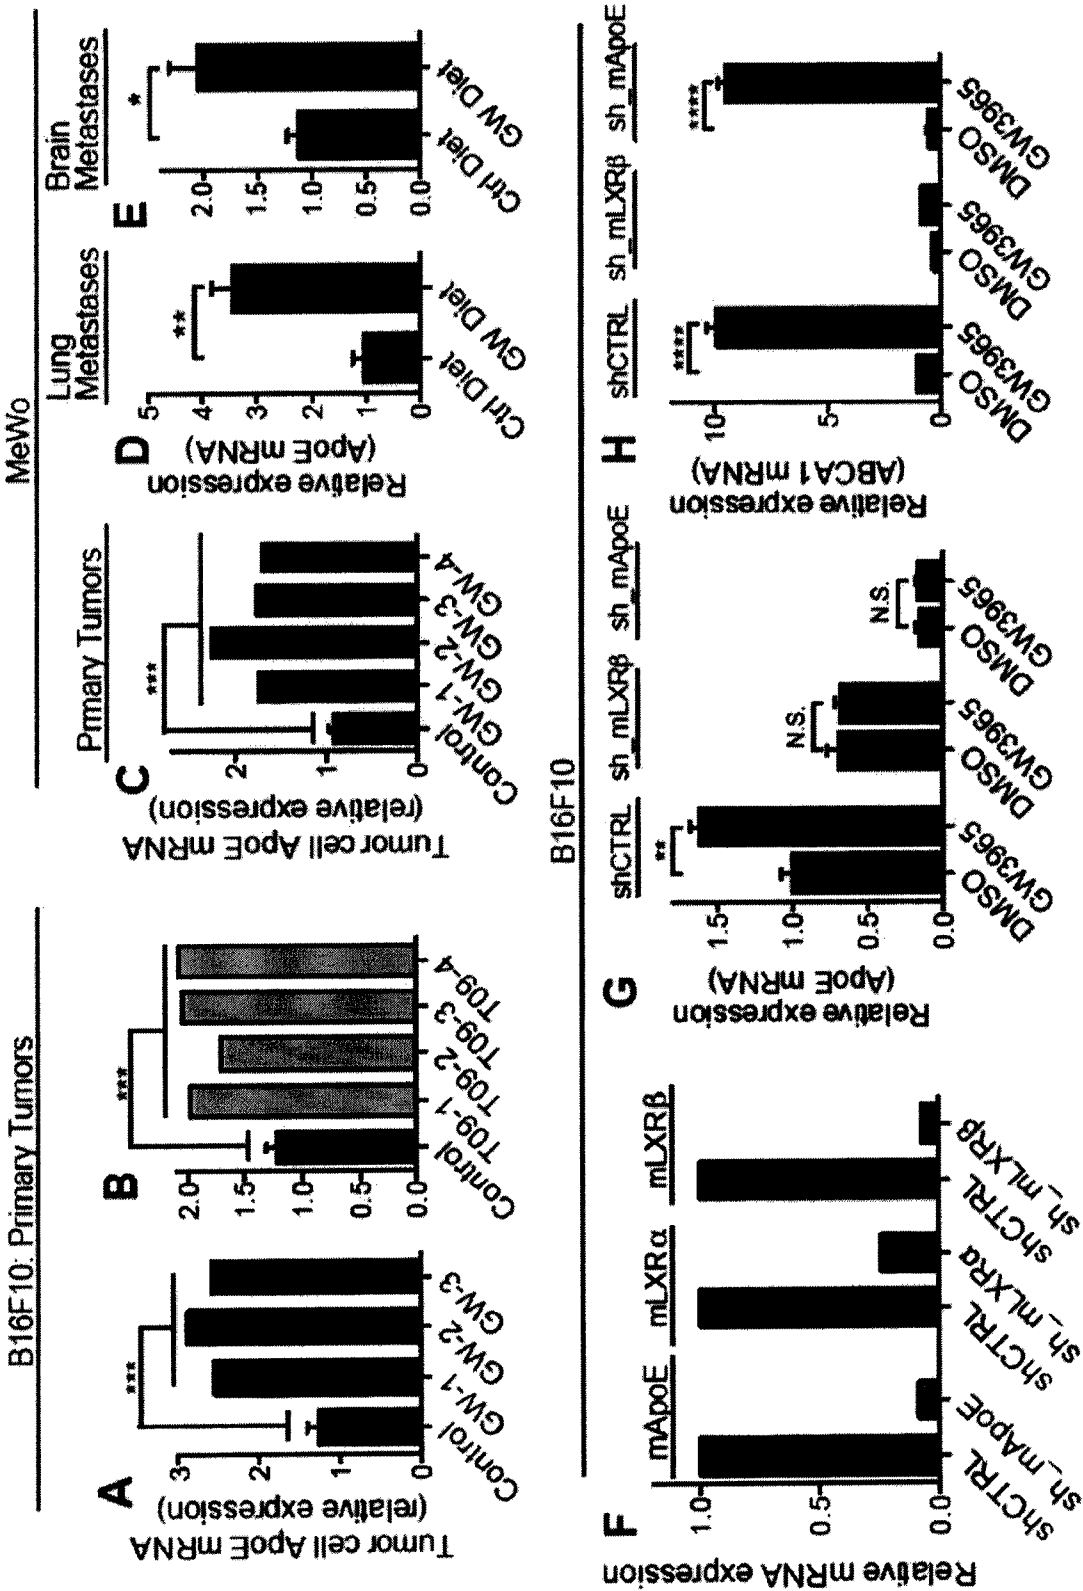 B16F10: Primary Tumors
MeWo
A
Tumor cell ApoE mRNA
(relative expression)
3
2
1
0
***
Control
GW-1
GW-2
GW-3
B
2.0
1.5
1.0
0.5
0.0
***
Control
T09-1
T09-2
T09-3
T09-4
Prmary Tumors
C
Tumor cell ApoE mRNA
(relative expression)
2
1
0
***
Control
GW-1
GW-2
GW-3
GW-4
Lung
Metastases
D
Relative expression
(ApoE mRNA)
5
4
3
2
1
0
**
Ctrl Diet
GW Diet
Brain
Metastases
E
2.0
1.5
1.0
0.5
0.0
*
Ctrl Diet
GW Diet
B16F10
F
Relative mRNA expression
1.0
0.5
0.0
mApoE
mLXRα
mLXRβ
shCTRL
sh_mApoE
shCTRL
sh_mLXRα
shCTRL
sh_mLXRβ
G
Relative expression
(ApoE mRNA)
1.5
1.0
0.5
0.0
shCTRL
sh_mLXRβ
sh_mApoE
**
N.S.
N.S.
DMSO
GW3965
DMSO
GW3965
DMSO
GW3965
H
Relative expression
(ABCA1 mRNA)
10
5
0
shCTRL
sh_mLXRβ
sh_mApoE
****
****
DMSO
GW3965
DMSO
GW3965
DMSO
GW3965